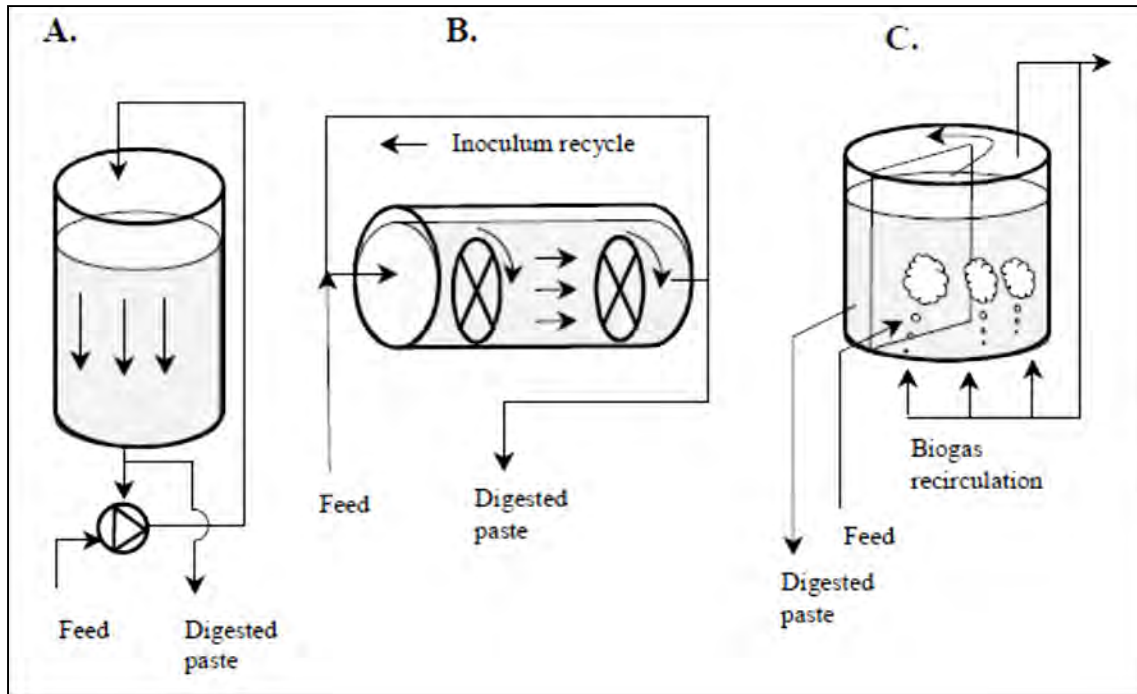 A.
B.
C.
Inoculum recycle
Feed
Digested
paste
Feed
Digested
paste
Biogas
recirculation
Feed
Digested
paste